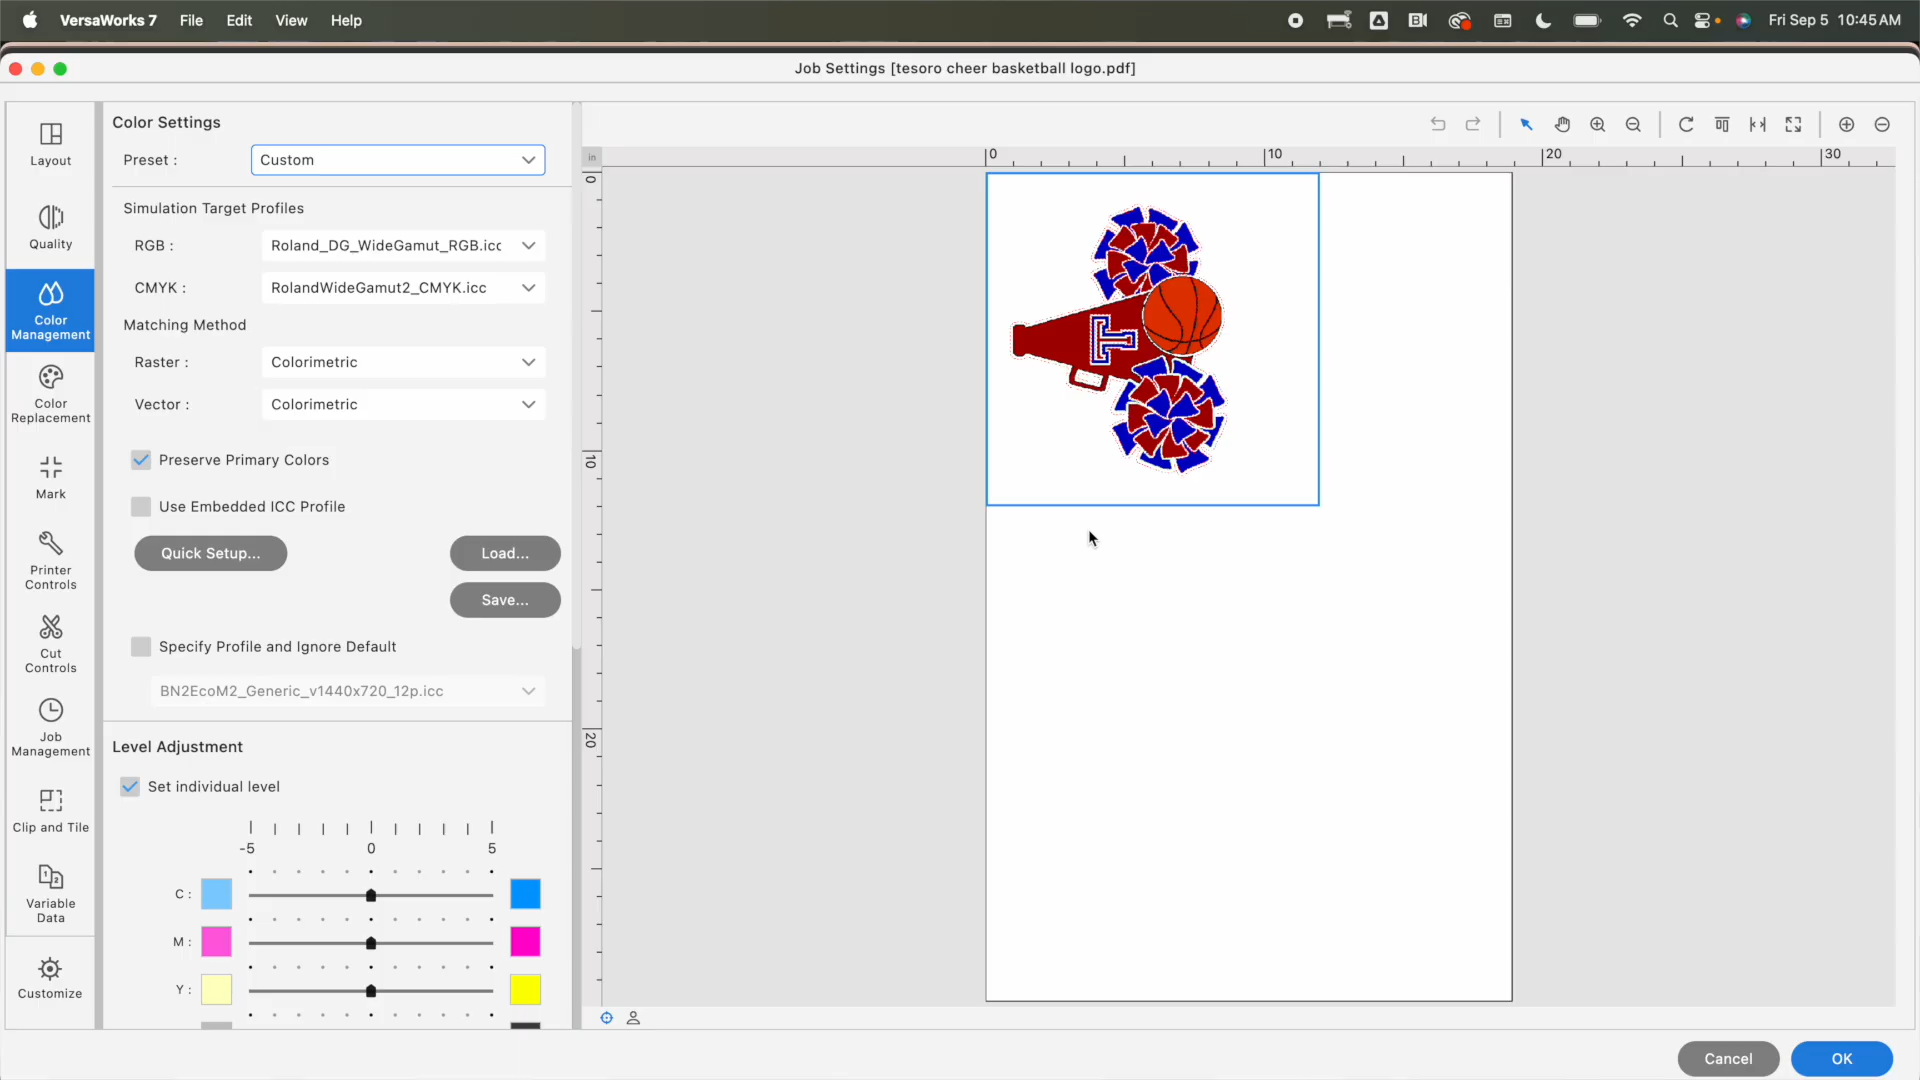 VersaWorks 7 File Edit View Help Fri Sep 5 10:45 AM
Job Settings [tesoro cheer basketball logo.pdf]
Layout
Quality
Color
Management
Color
Replacement
Mark
Printer
Controls
Cut
Controls
Job
Management
Clip and Tile
Variable
Data
Customize
Color Settings
Preset : Custom
Simulation Target Profiles
RGB : Roland_DG_WideGamut_RGB.icc
CMYK : RolandWideGamut2_CMYK.icc
Matching Method
Raster : Colorimetric
Vector : Colorimetric
Preserve Primary Colors
Use Embedded ICC Profile
Quick Setup... Load...
Save...
Specify Profile and Ignore Default
BN2EcoM2_Generic_v1440x720_12p.icc
Level Adjustment
Set individual level
-5 0 5
C :
M :
Y :
in 0 10 20 30
0
10
20
T
Cancel OK